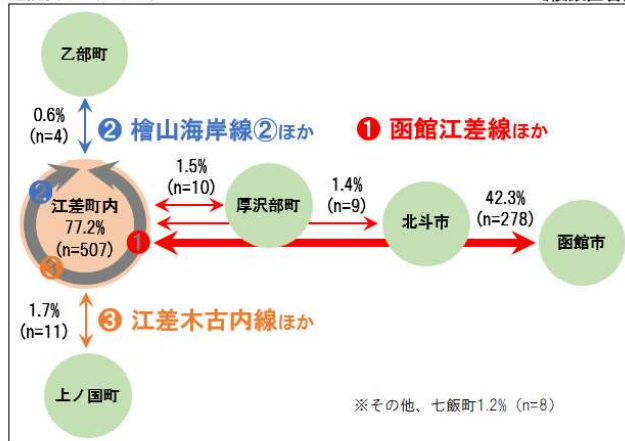 乙部町
0.6%
(n=4)
❷ 檜山海岸線②ほか
❶ 函館江差線ほか
1.5%
(n=10)
厚沢部町
1.4%
(n=9)
北斗市
42.3%
(n=278)
函館市
❷
江差町内
77.2%
(n=507)
❶
❸
1.7%
(n=11)
❸ 江差木古内線ほか
上ノ国町
※その他、七飯町1.2% (n=8)